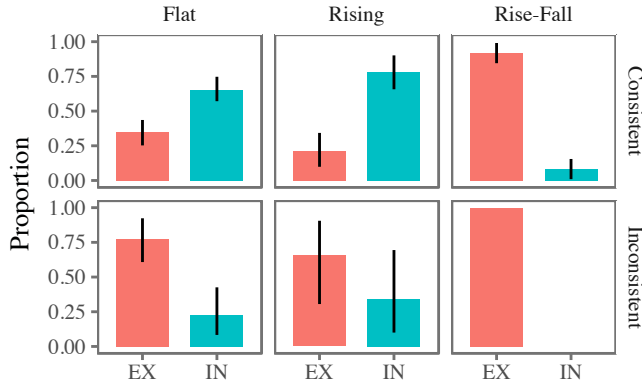 Flat Rising Rise-Fall
Proportion
1.00
0.75
0.50
0.25
0.00
Consistent
1.00
0.75
0.50
0.25
0.00
Inconsistent
EX IN EX IN EX IN